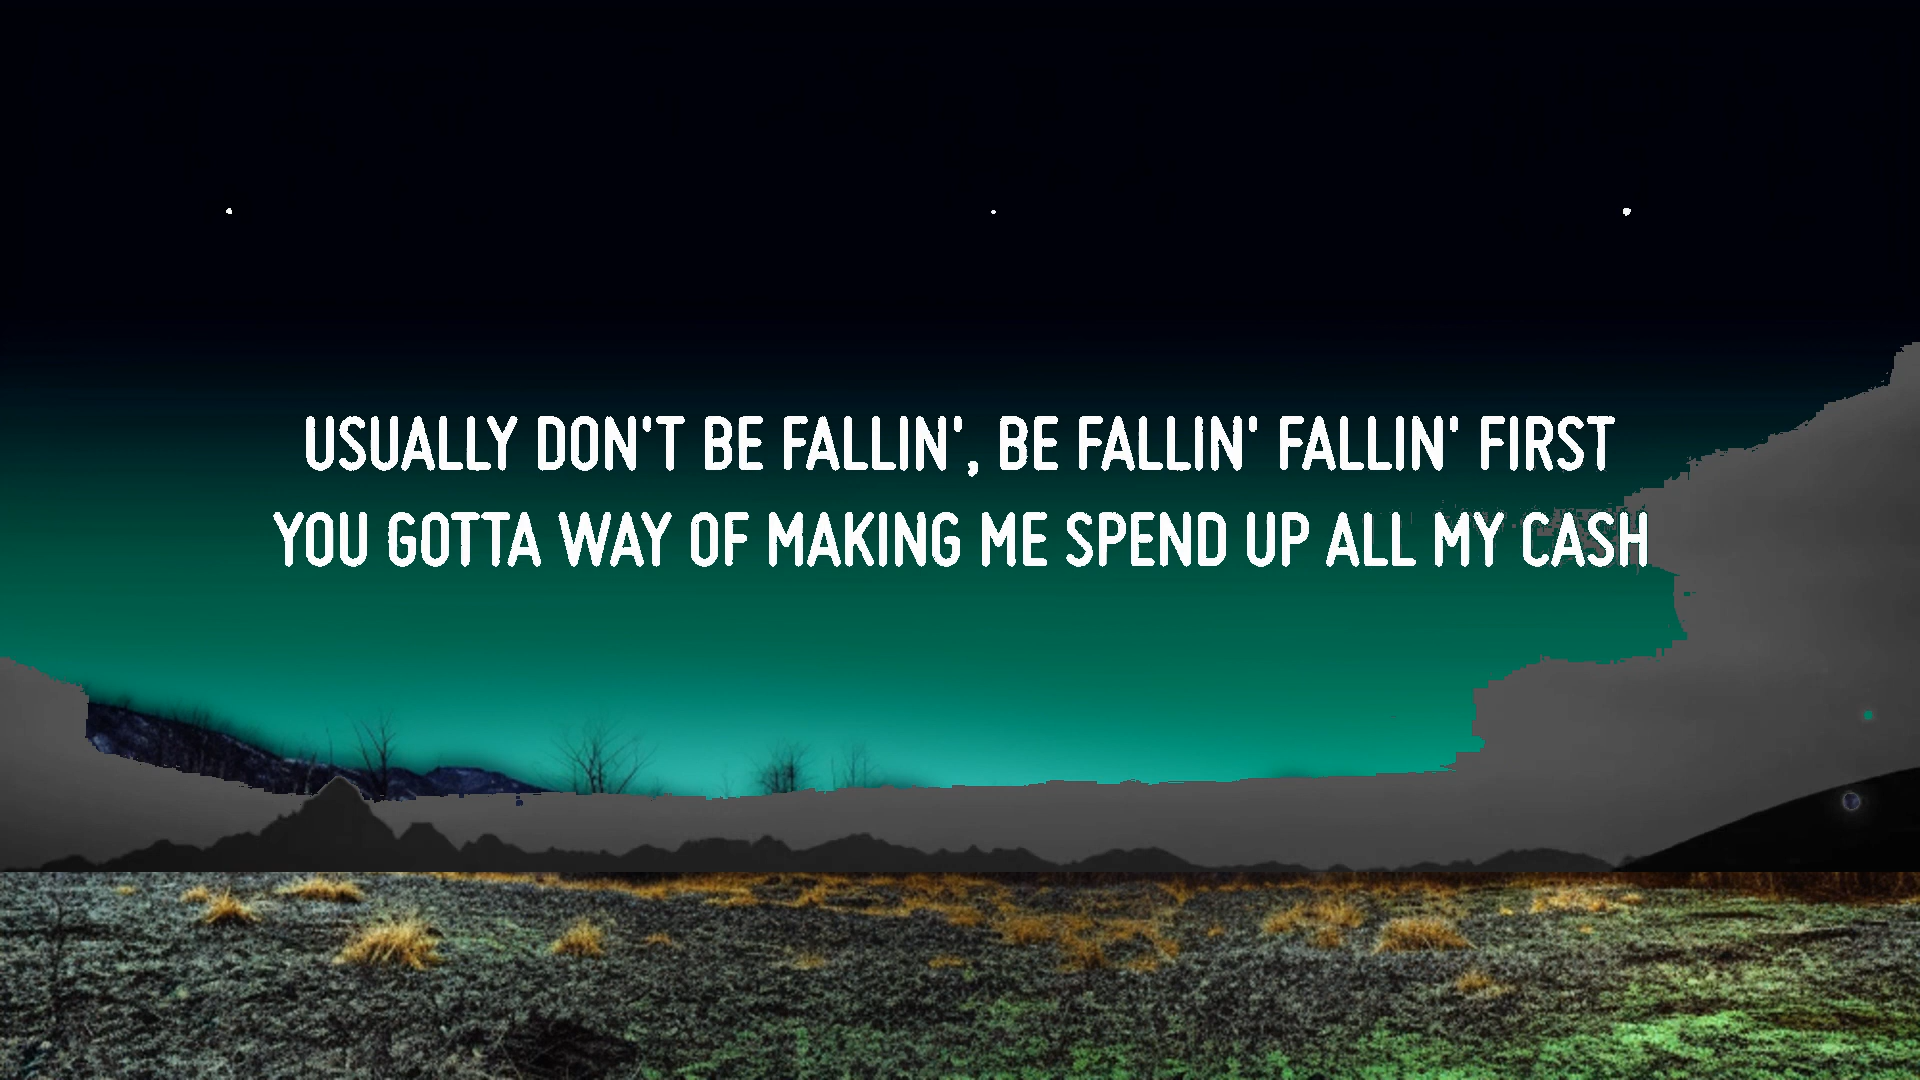 USUALLY DON'T BE FALLIN', BE FALLIN' FALLIN' FIRST
YOU GOTTA WAY OF MAKING ME SPEND UP ALL MY CASH